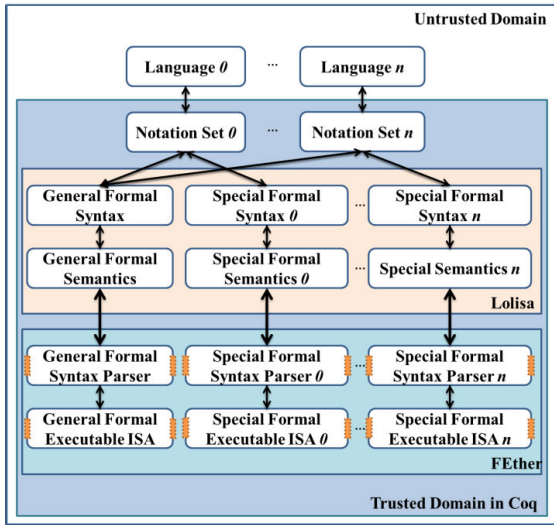 Untrusted Domain
Language 0 ... Language n
Notation Set 0 ... Notation Set n
General Formal
Syntax
Special Formal
Syntax 0
...
Special Formal
Syntax n
General Formal
Semantics
Special Formal
Semantics 0
...
Special Semantics n
Lolisa
General Formal
Syntax Parser
Special Formal
Syntax Parser 0
...
Special Formal
Syntax Parser n
General Formal
Executable ISA
Special Formal
Executable ISA 0
...
Special Formal
Executable ISA n
FEther
Trusted Domain in Coq